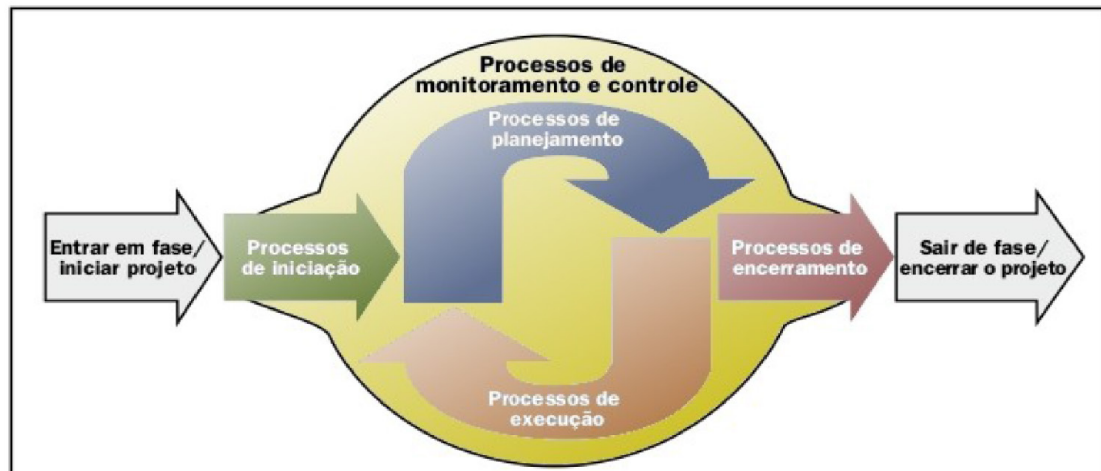 Processos de
monitoramento e controle
Processos de
planejamento
Entrar em fase/
iniciar projeto
Processos
de iniciação
Processos de
encerramento
Sair de fase/
encerrar o projeto
Processos de
execução